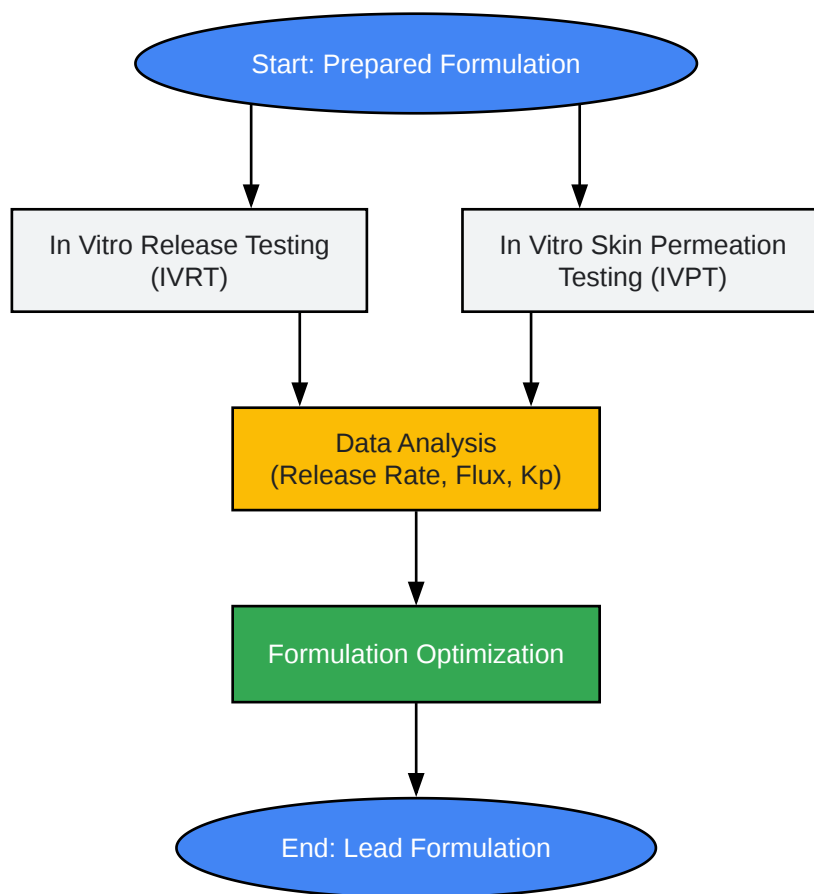 Start: Prepared Formulation
In Vitro Release Testing
(IVRT)
In Vitro Skin Permeation
Testing (IVPT)
Data Analysis
(Release Rate, Flux, Kp)
Formulation Optimization
End: Lead Formulation